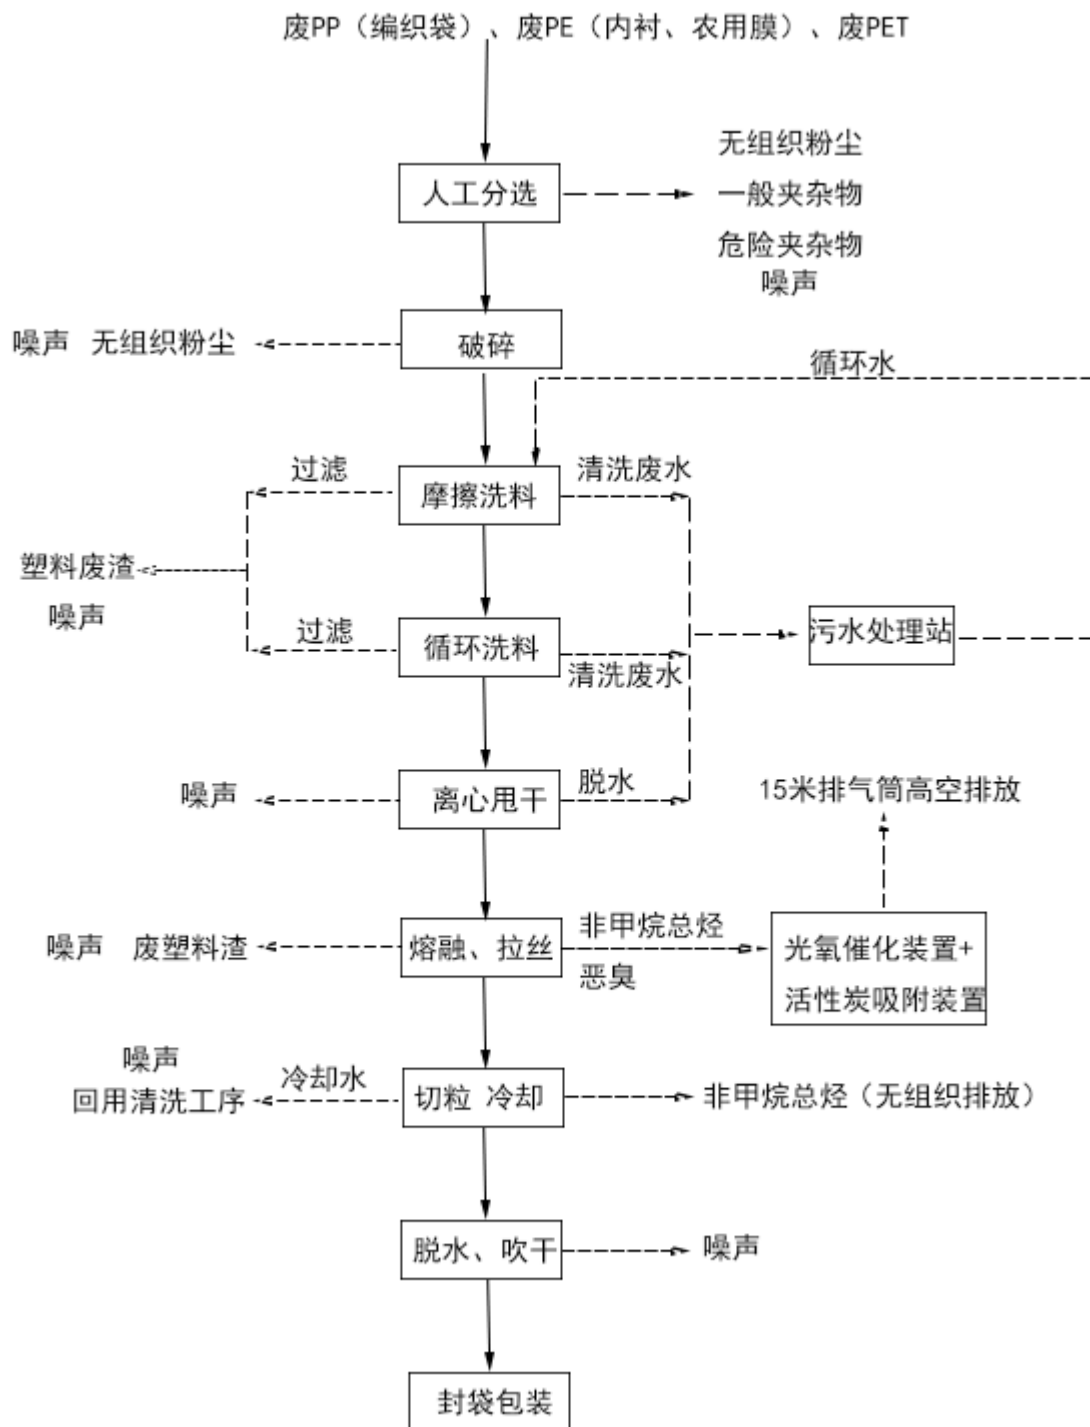 废PP（编织袋）、废PE（内衬、农用膜）、废PET
无组织粉尘
人工分选
一般夹杂物
危险夹杂物
噪声
噪声 无组织粉尘
破碎
循环水
过滤
清洗废水
摩擦洗料
塑料废渣
噪声
过滤
循环洗料
清洗废水
污水处理站
噪声
离心甩干
脱水
15米排气筒高空排放
噪声 废塑料渣
熔融、拉丝
非甲烷总烃
恶臭
光氧催化装置+
活性炭吸附装置
噪声
回用清洗工序
冷却水
切粒 冷却
非甲烷总烃（无组织排放）
脱水、吹干
噪声
封袋包装